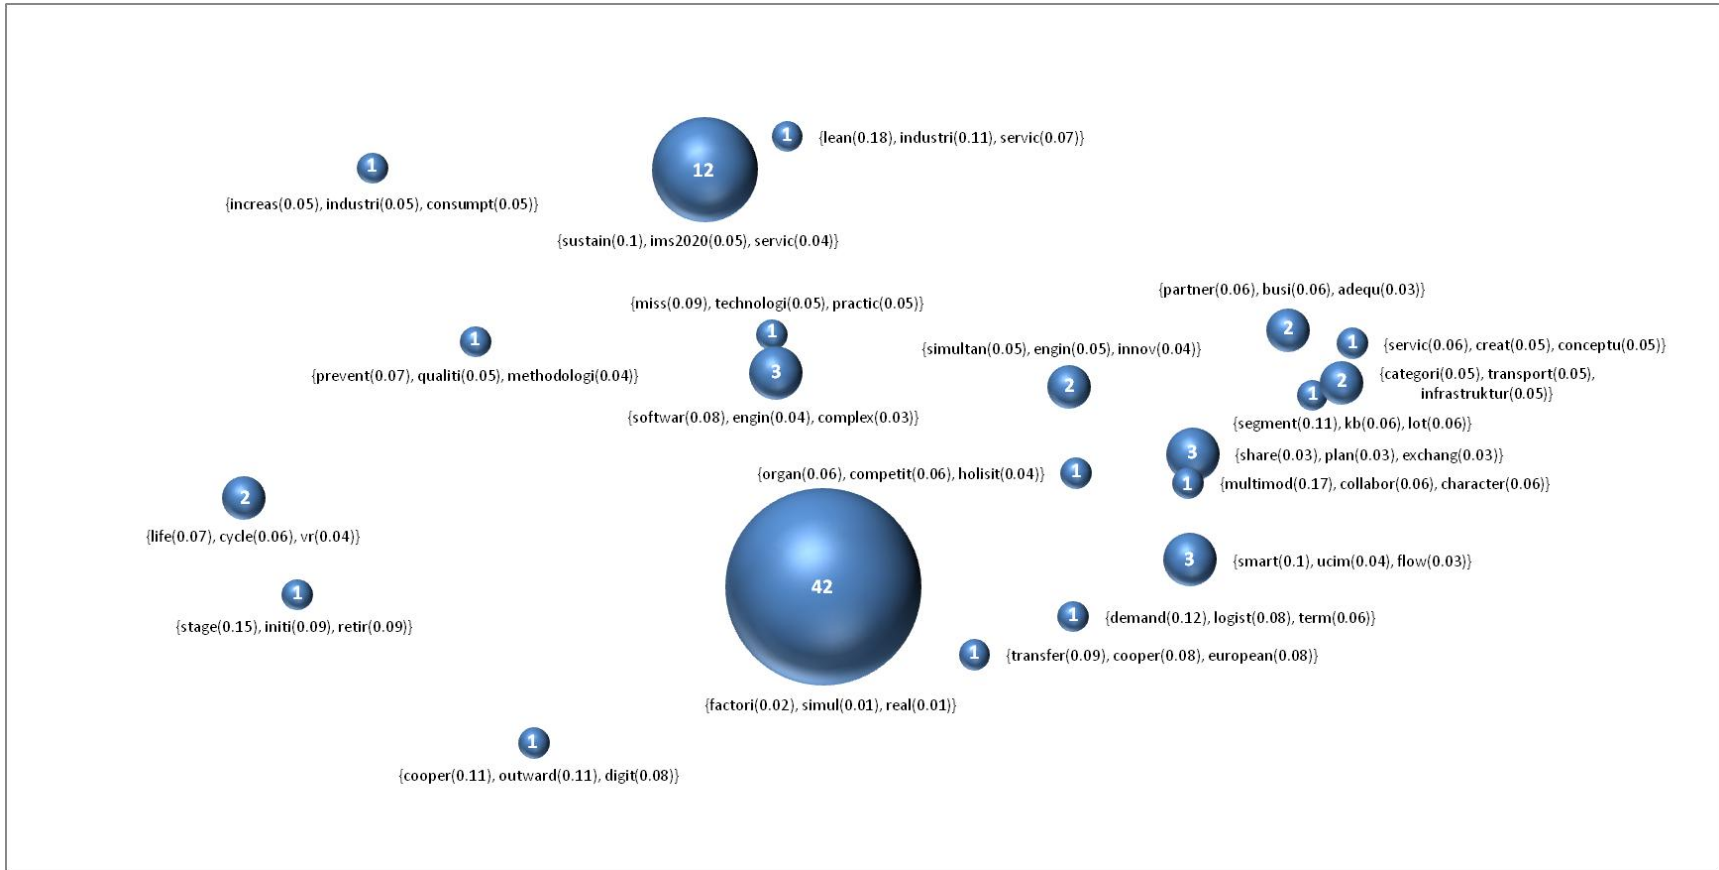 1
{lean(0.18), industri(0.11), servic(0.07)}
1
{increas(0.05), industri(0.05), consumpt(0.05)}
12
{sustain(0.1), ims2020(0.05), servic(0.04)}
{partner(0.06), busi(0.06), adequ(0.03)}
2
{miss(0.09), technologi(0.05), practic(0.05)}
1
1
{servic(0.06), creat(0.05), conceptu(0.05)}
1
{prevent(0.07), qualiti(0.05), methodologi(0.04)}
{simultan(0.05), engin(0.05), innov(0.04)}
2
3
{softwar(0.08), engin(0.04), complex(0.03)}
2
{categori(0.05), transport(0.05),
infrastruktur(0.05)}
1
{segment(0.11), kb(0.06), lot(0.06)}
3
{share(0.03), plan(0.03), exchang(0.03)}
{organ(0.06), competit(0.06), holisit(0.04)}
1
1
{multimod(0.17), collabor(0.06), character(0.06)}
2
{life(0.07), cycle(0.06), vr(0.04)}
3
{smart(0.1), ucim(0.04), flow(0.03)}
42
{factori(0.02), simul(0.01), real(0.01)}
1
{stage(0.15), initi(0.09), retir(0.09)}
1
{demand(0.12), logist(0.08), term(0.06)}
1
{transfer(0.09), cooper(0.08), european(0.08)}
1
{cooper(0.11), outward(0.11), digit(0.08)}